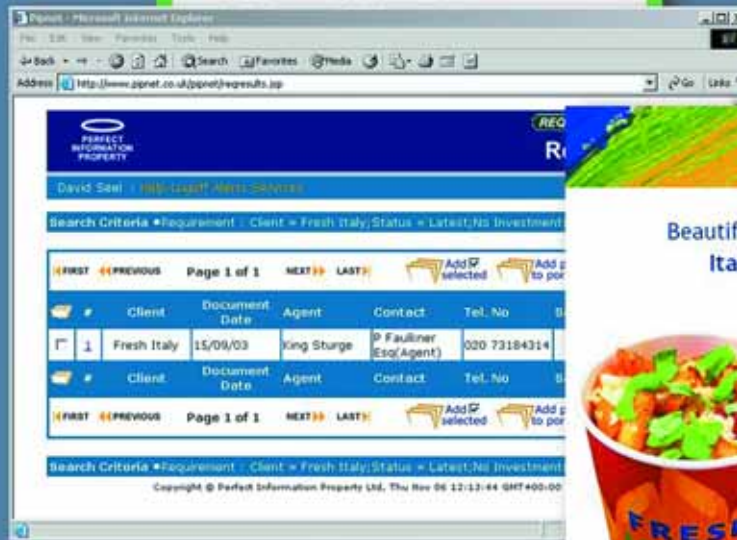 Pipnet - Microsoft Internet Explorer
File Edit View Favorites Tools Help
Back Search Favorites Media
Address http://www.pipnet.co.uk/pipnet/reqresults.jsp Go Links
PERFECT
INFORMATION
PROPERTY
REQ
R
David Seel
Search Criteria •Requirement : Client = Fresh Italy;Status = Latest;No Investment
FIRST PREVIOUS Page 1 of 1 NEXT LAST Add selected Add p to por
# Client Document Date Agent Contact Tel. No
1 Fresh Italy 15/09/03 King Sturge P Faulkner Esq(Agent) 020 73184314
# Client Document Date Agent Contact Tel. No
FIRST PREVIOUS Page 1 of 1 NEXT LAST Add selected Add p to por
Search Criteria •Requirement : Client = Fresh Italy;Status = Latest;No Investment
Copyright @ Perfect Information Property Ltd, Thu Nov 06 12:13:44 GMT+00:00
Beautif
Ita
FRES